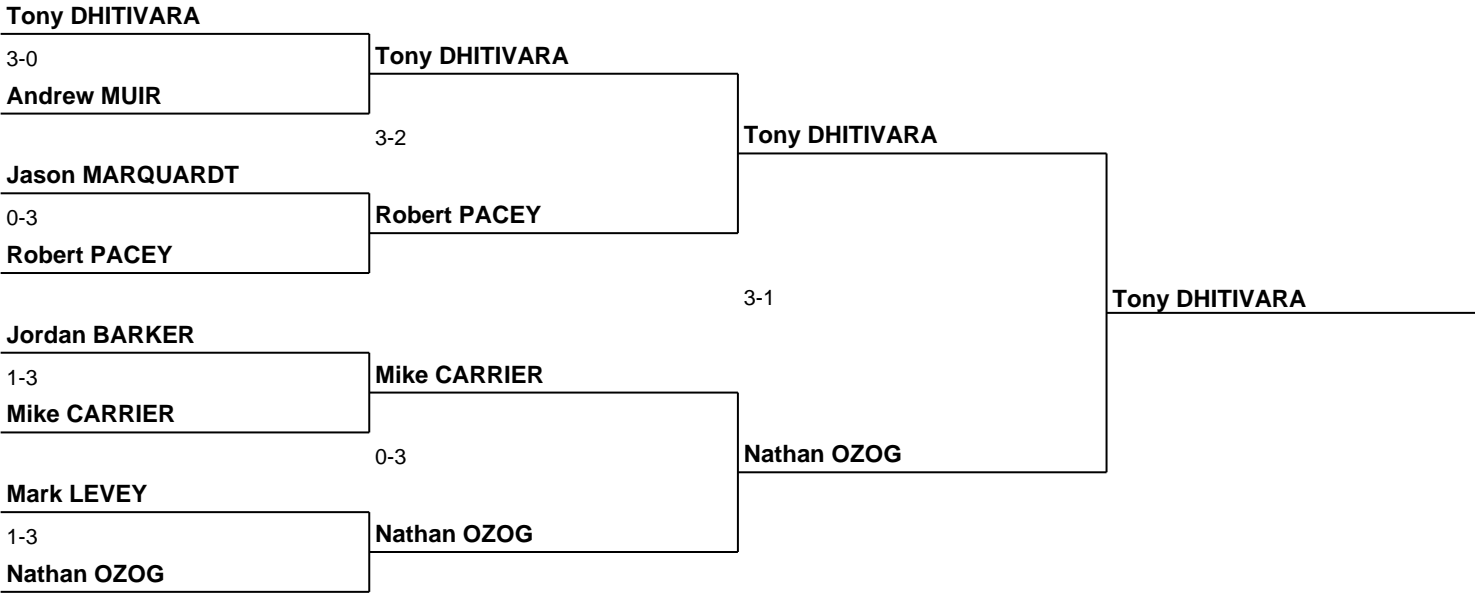 Tony DHITIVARA
3-0
Tony DHITIVARA
Andrew MUIR
3-2
Tony DHITIVARA
Jason MARQUARDT
0-3
Robert PACEY
Robert PACEY
3-1
Tony DHITIVARA
Jordan BARKER
1-3
Mike CARRIER
Mike CARRIER
0-3
Nathan OZOG
Mark LEVEY
1-3
Nathan OZOG
Nathan OZOG